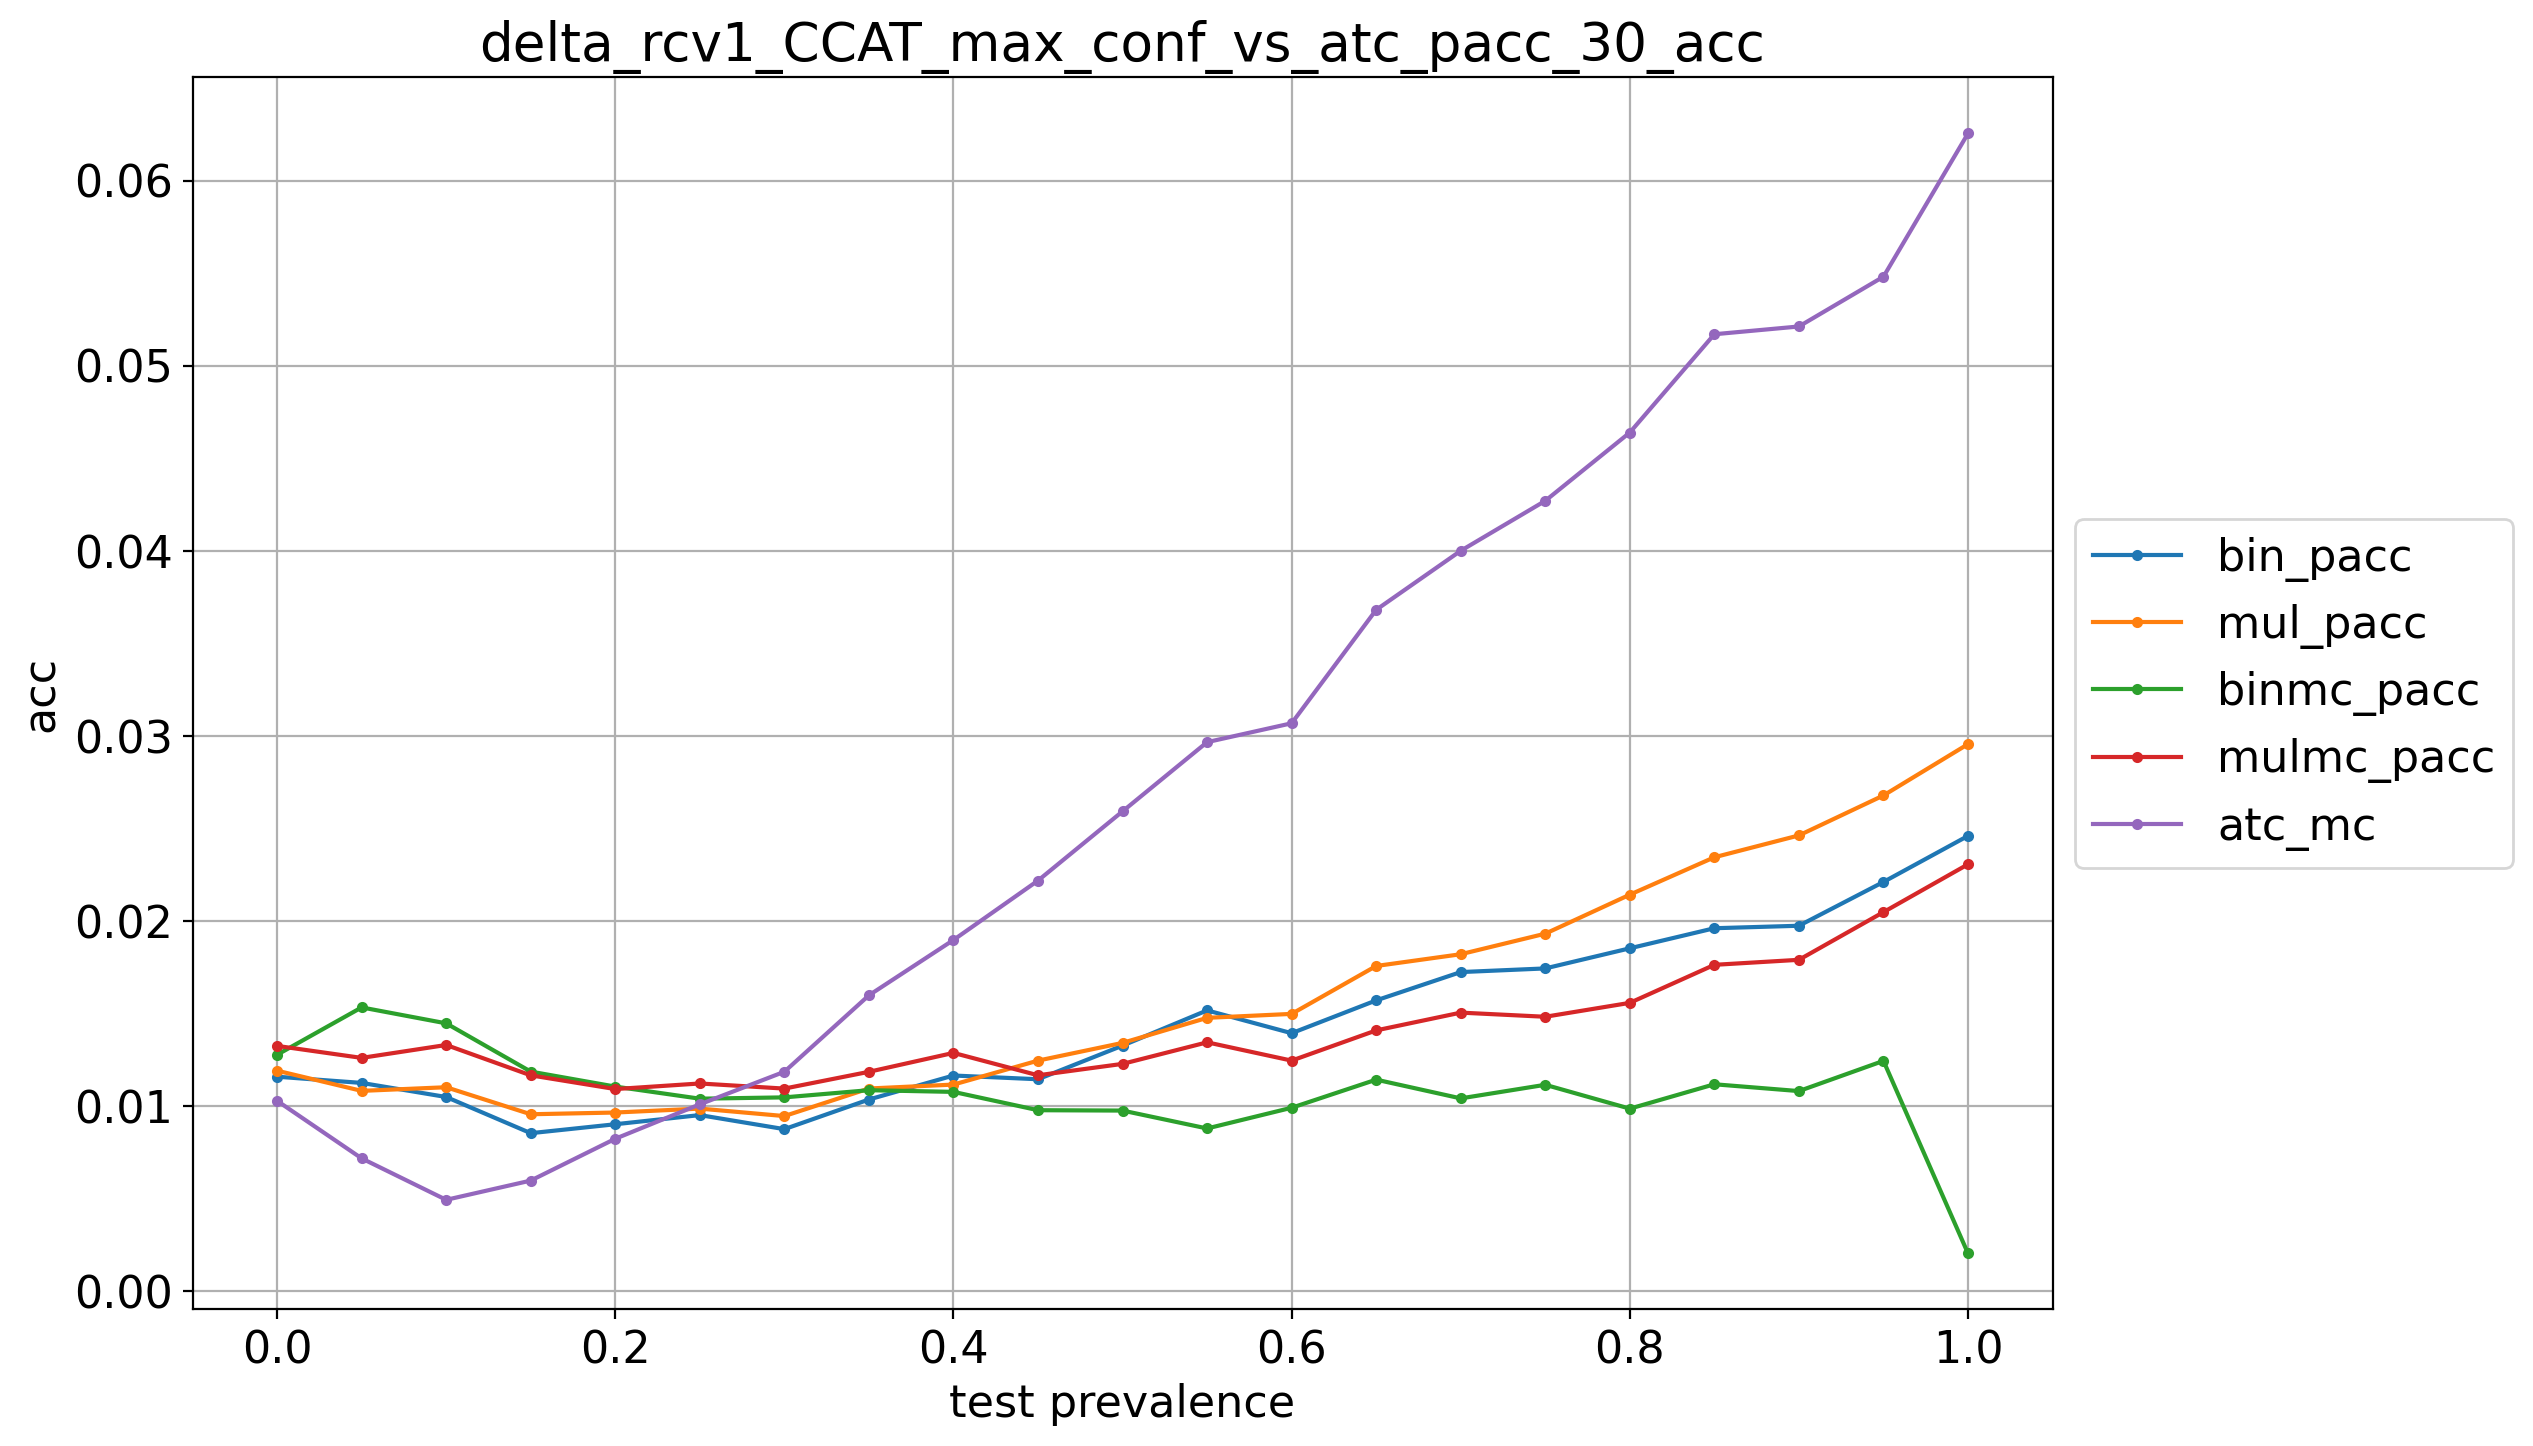 delta_rcv1_CCAT_max_conf_vs_atc_pacc_30_acc
acc
0.06
0.05
0.04
0.03
0.02
0.01
0.00
0.0 0.2 0.4 0.6 0.8 1.0
test prevalence
bin_pacc
mul_pacc
binmc_pacc
mulmc_pacc
atc_mc